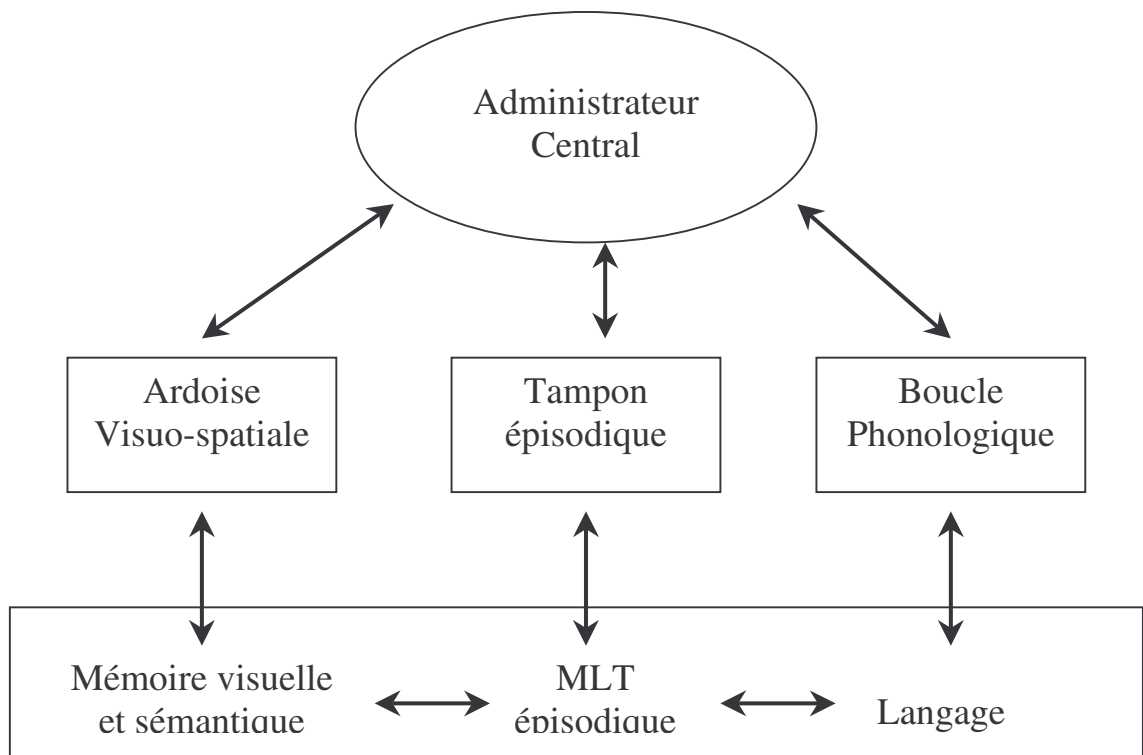 Administrateur
Central
Ardoise
Visuo-spatiale
Tampon
épisodique
Boucle
Phonologique
Mémoire visuelle
et sémantique
MLT
épisodique
Langage